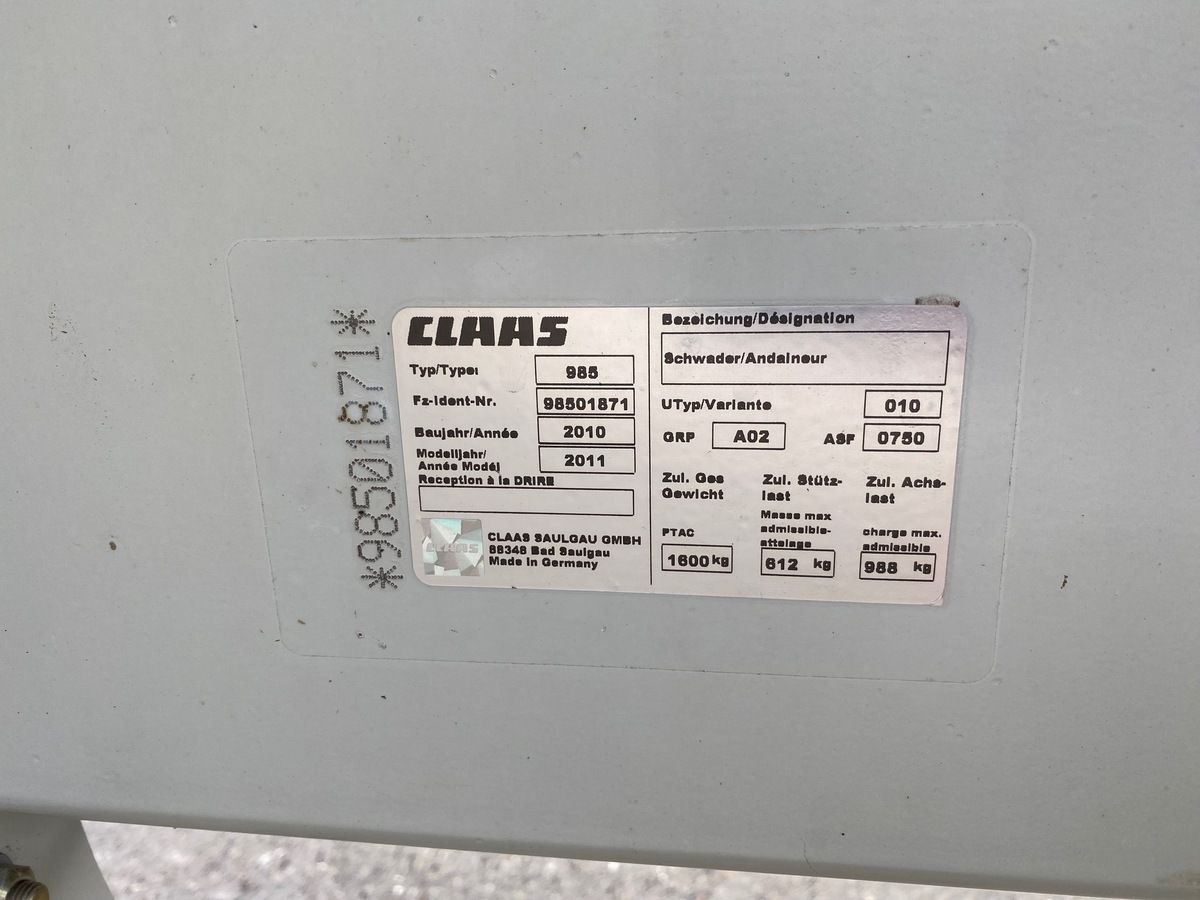 *98501871*
CLAAS
Typ/Type: 985
Fz-Ident-Nr. 98501871
Baujahr/Année 2010
Modelljahr/
Année Modèl 2011
Reception à la DRIRE
CLAAS
CLAAS SAULGAU GMBH
88348 Bad Saulgau
Made in Germany
Bezeichung/Désignation
Schwader/Andaineur
UTyp/Variante 010
GRP A02 ASF 0750
Zul. Ges Gewicht
Zul. Stütz-last
Zul. Achs-last
PTAC
Masse max admissible-attelage
charge max. admissible
1600 kg 612 kg 988 kg